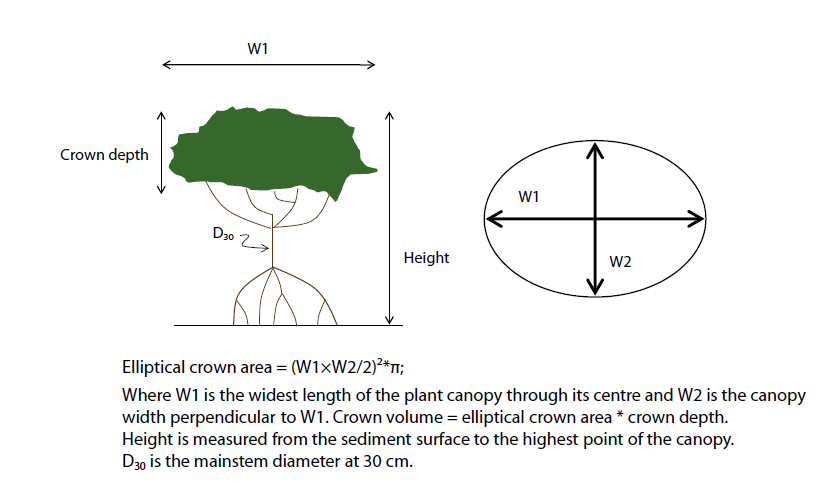 W1
Crown depth
W1
D₃₀
Height
W2
Elliptical crown area = (W1×W2/2)²*π;
Where W1 is the widest length of the plant canopy through its centre and W2 is the canopy
width perpendicular to W1. Crown volume = elliptical crown area * crown depth.
Height is measured from the sediment surface to the highest point of the canopy.
D₃₀ is the mainstem diameter at 30 cm.